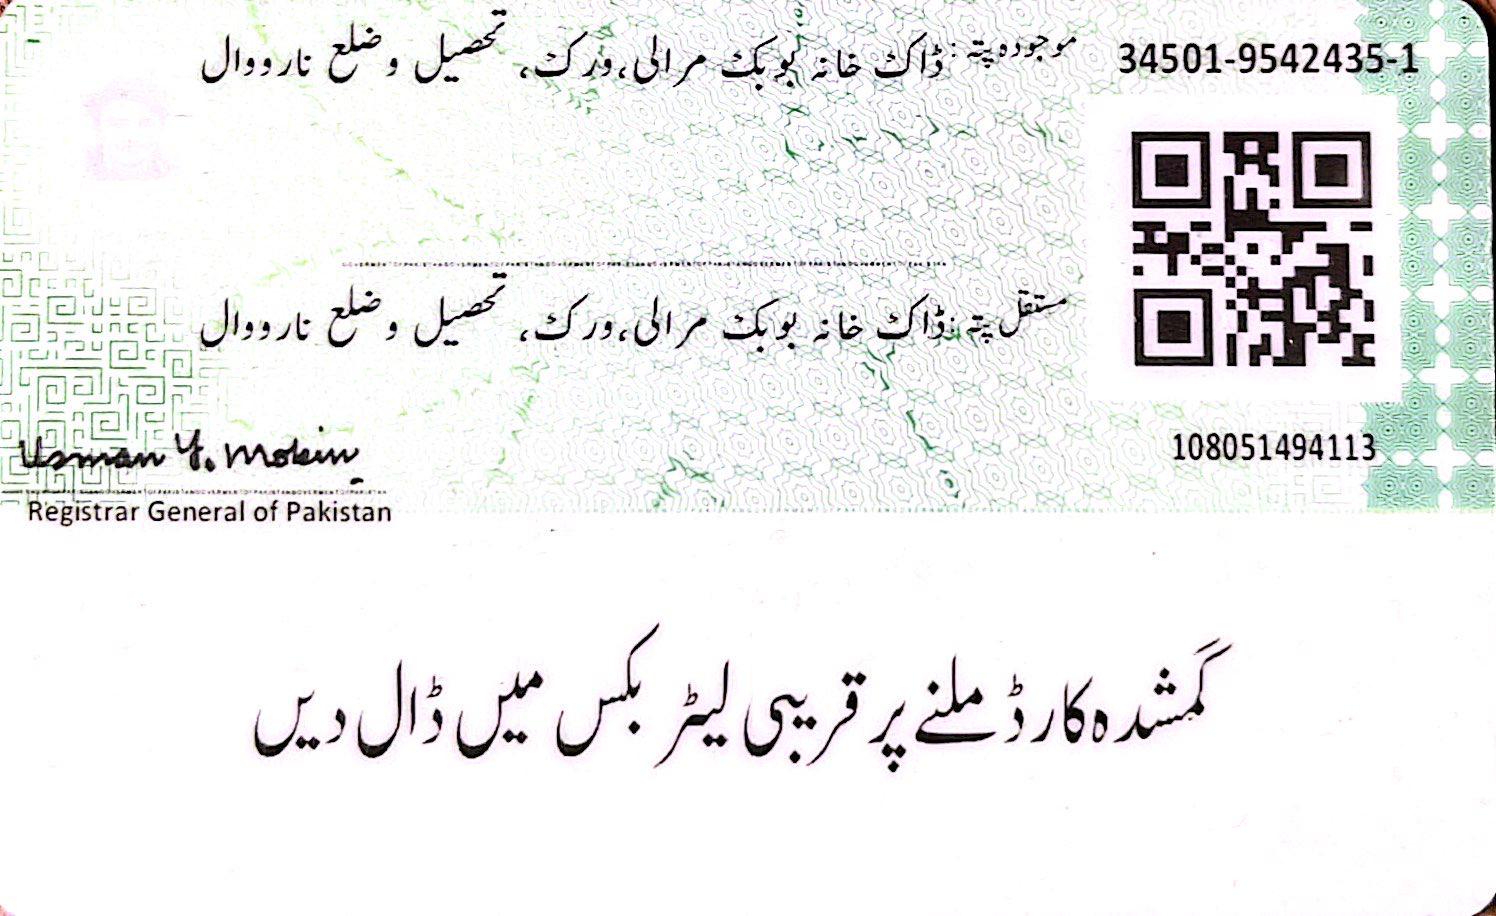 34501-9542435-1
موجودہ پتہ: ڈاک خانہ بوبک مرالی،ورک، تحصیل و ضلع نارووال
مستقل پتہ: ڈاک خانہ بوبک مرالی،ورک، تحصیل و ضلع نارووال
108051494113
Usman Y. Mobin
Registrar General of Pakistan
گمشدہ کارڈ ملنے پر قریبی لیٹر بکس میں ڈال دیں